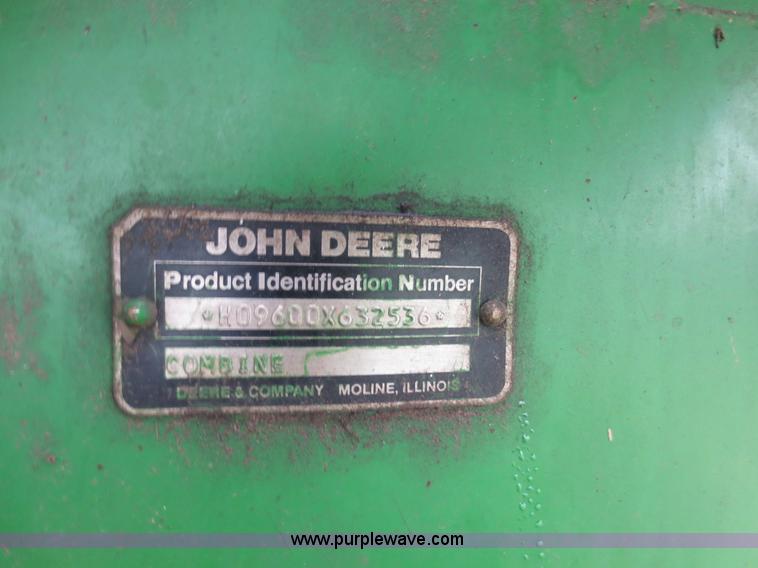 JOHN DEERE
Product Identification Number
*H09600X632536*
COMBINE
DEERE & COMPANY MOLINE, ILLINOIS
www.purplewave.com